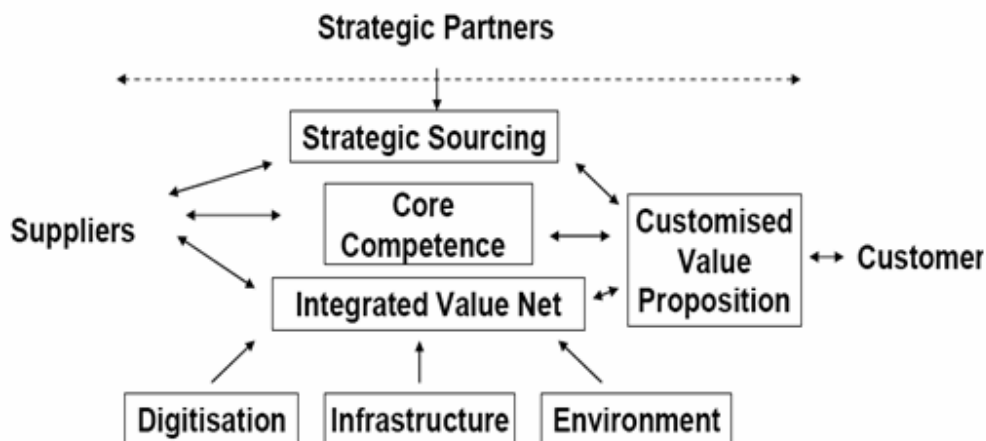 Strategic Partners
Strategic Sourcing
Suppliers
Core
Competence
Customised
Value
Proposition
Customer
Integrated Value Net
Digitisation
Infrastructure
Environment